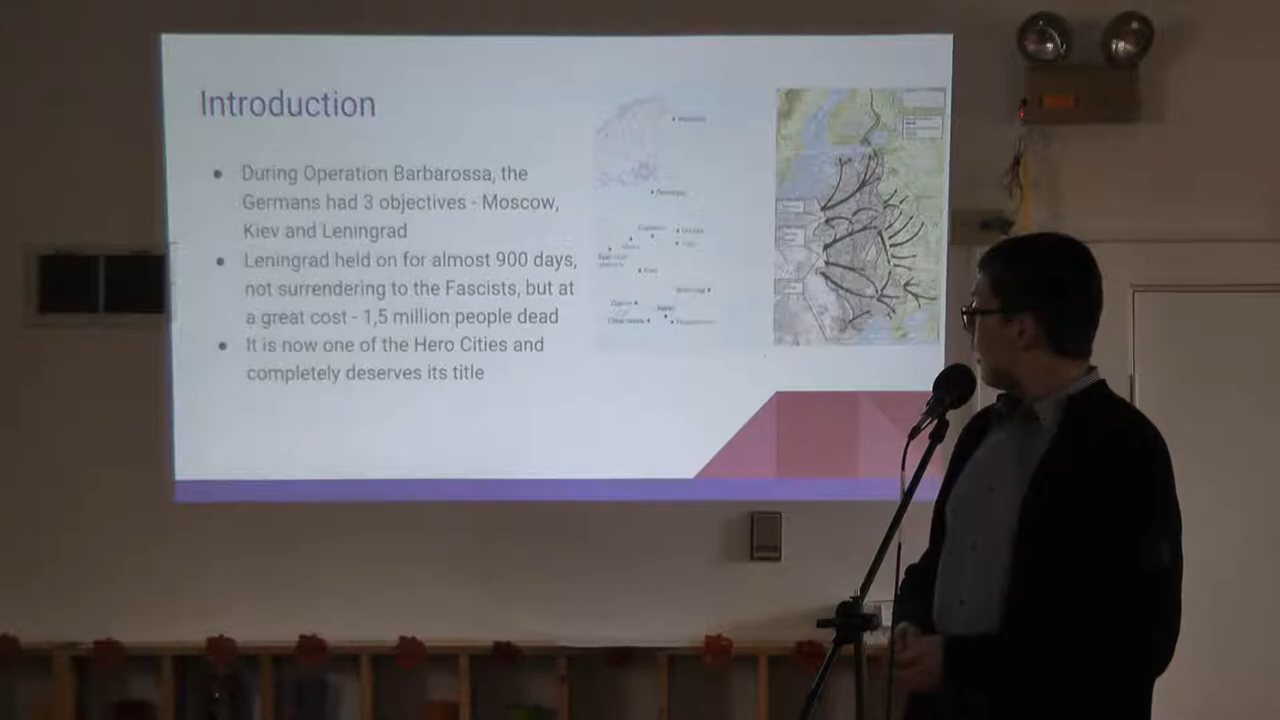 Introduction
During Operation Barbarossa, the
Germans had 3 objectives - Moscow,
Kiev and Leningrad
Leningrad held on for almost 900 days,
not surrendering to the Fascists, but at
a great cost - 1,5 million people dead
It is now one of the Hero Cities and
completely deserves its title